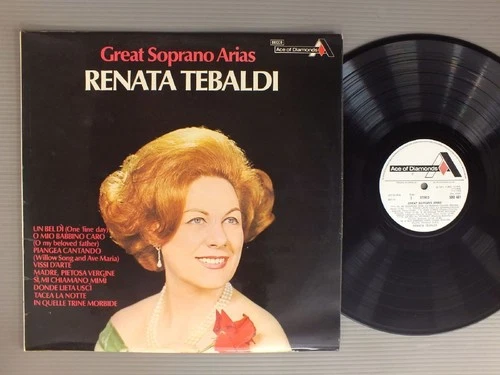 DECCA
Ace of Diamonds
Great Soprano Arias
RENATA TEBALDI
UN BEL DÌ (One fine day)
O MIO BABBINO CARO
(O my beloved father)
PIANGEA CANTANDO
(Willow Song and Ave Maria)
VISSI D'ARTE
MADRE, PIETOSA VERGINE
SÌ, MI CHIAMANO MIMÌ
DONDE LIETA USCÌ
TACEA LA NOTTE
IN QUELLE TRINE MORBIDE
Ace of Diamonds
STEREO
GREAT SOPRANO ARIAS